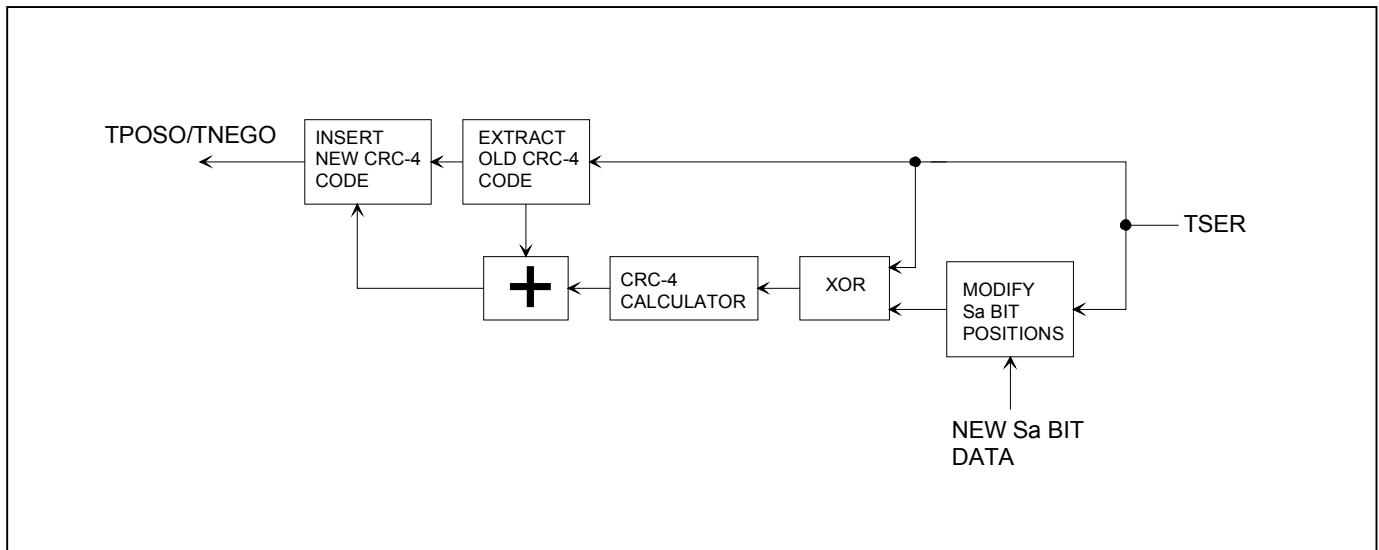 TPOSO/TNEGO
INSERT
NEW CRC-4
CODE
EXTRACT
OLD CRC-4
CODE
TSER
+
CRC-4
CALCULATOR
XOR
MODIFY
Sa BIT
POSITIONS
NEW Sa BIT
DATA